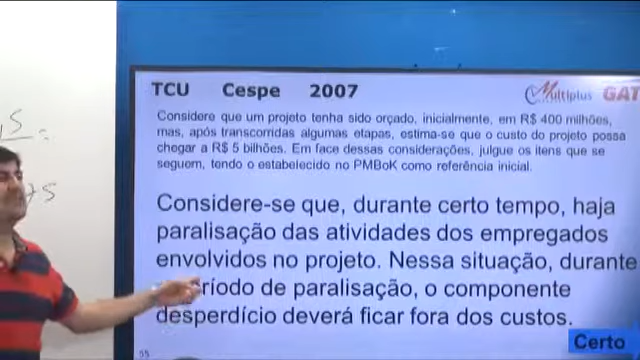 TCU Cespe 2007
Multiplus GAT
Considere que um projeto tenha sido orçado, inicialmente, em R$ 400 milhões,
mas, após transcorridas algumas etapas, estima-se que o custo do projeto possa
chegar a R$ 5 bilhões. Em face dessas considerações, julgue os itens que se
seguem, tendo o estabelecido no PMBoK como referência inicial.
Considere-se que, durante certo tempo, haja
paralisação das atividades dos empregados
envolvidos no projeto. Nessa situação, durante
ríodo de paralisação, o componente
desperdício deverá ficar fora dos custos.
Certo
55